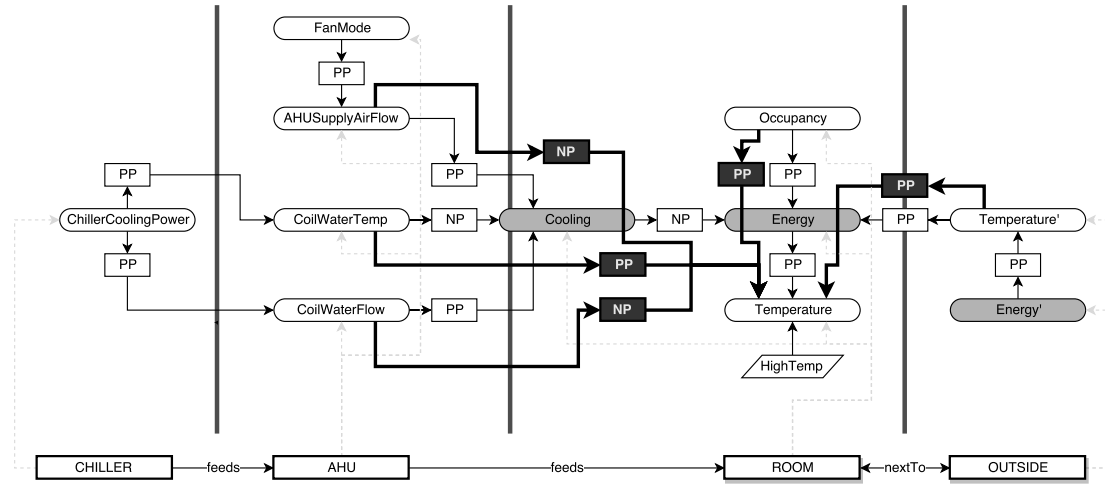 FanMode
PP
AHUSupplyAirFlow
Occupancy
NP
PP
PP
PP
PP
PP
ChillerCoolingPower
CoilWaterTemp
NP
Cooling
NP
Energy
PP
Temperature'
PP
PP
PP
PP
CoilWaterFlow
PP
NP
Temperature
Energy'
HighTemp
CHILLER
feeds
AHU
feeds
ROOM
nextTo
OUTSIDE